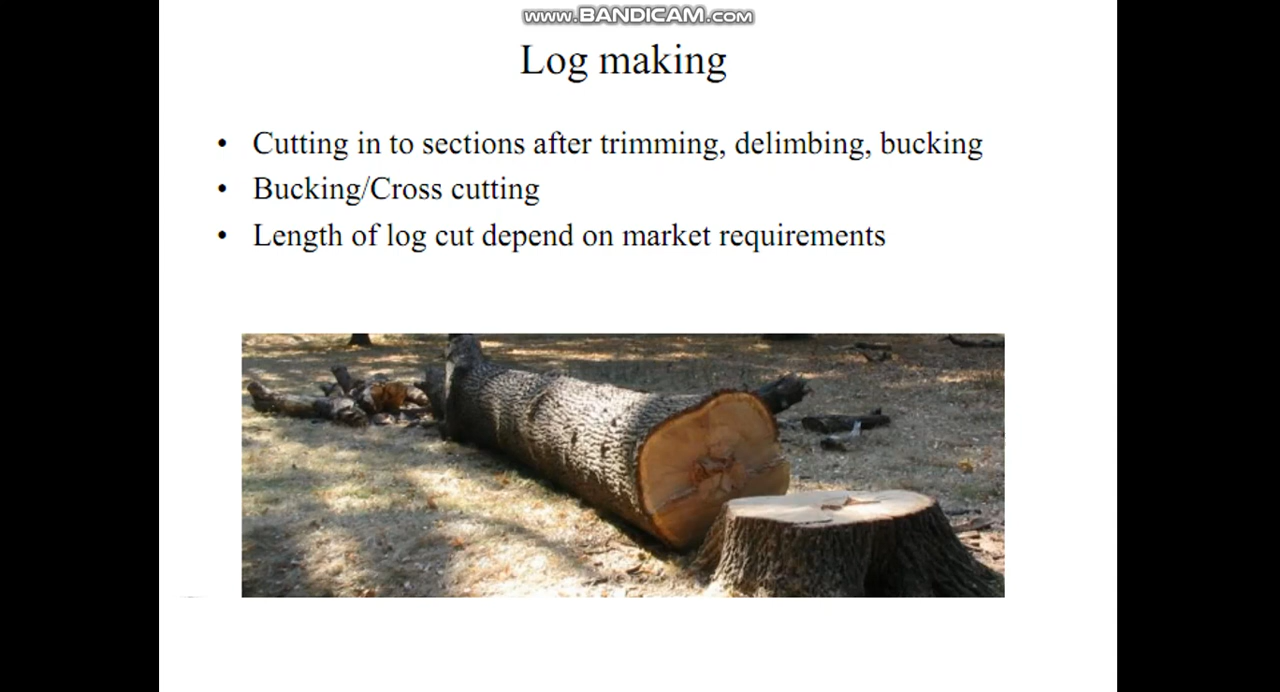 www.BANDICAM.com
Log making
• Cutting in to sections after trimming, delimbing, bucking
• Bucking/Cross cutting
• Length of log cut depend on market requirements